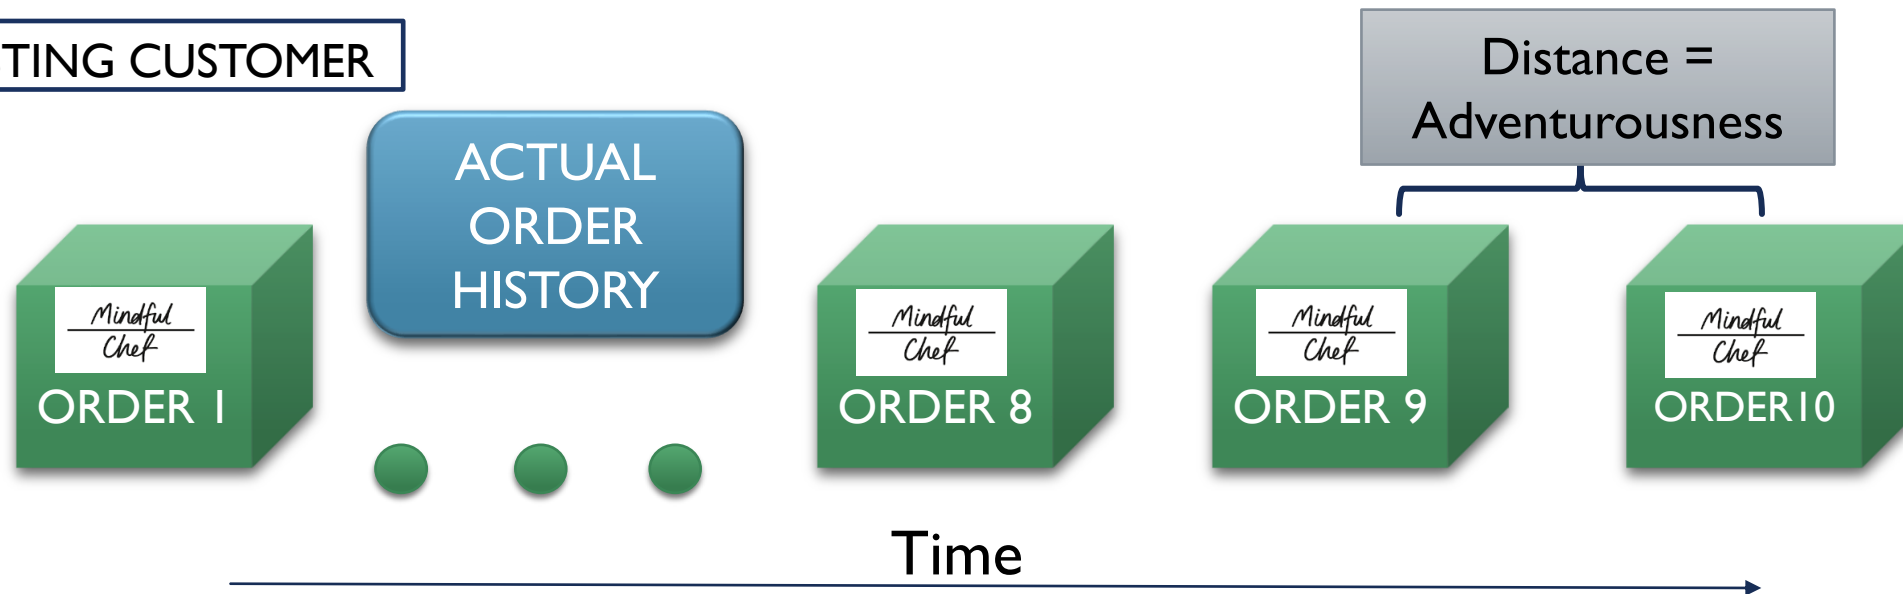 TING CUSTOMER
Distance =
Adventurousness
ACTUAL
ORDER
HISTORY
Mindful
Chef
ORDER 1
Mindful
Chef
ORDER 8
Mindful
Chef
ORDER 9
Mindful
Chef
ORDER10
Time